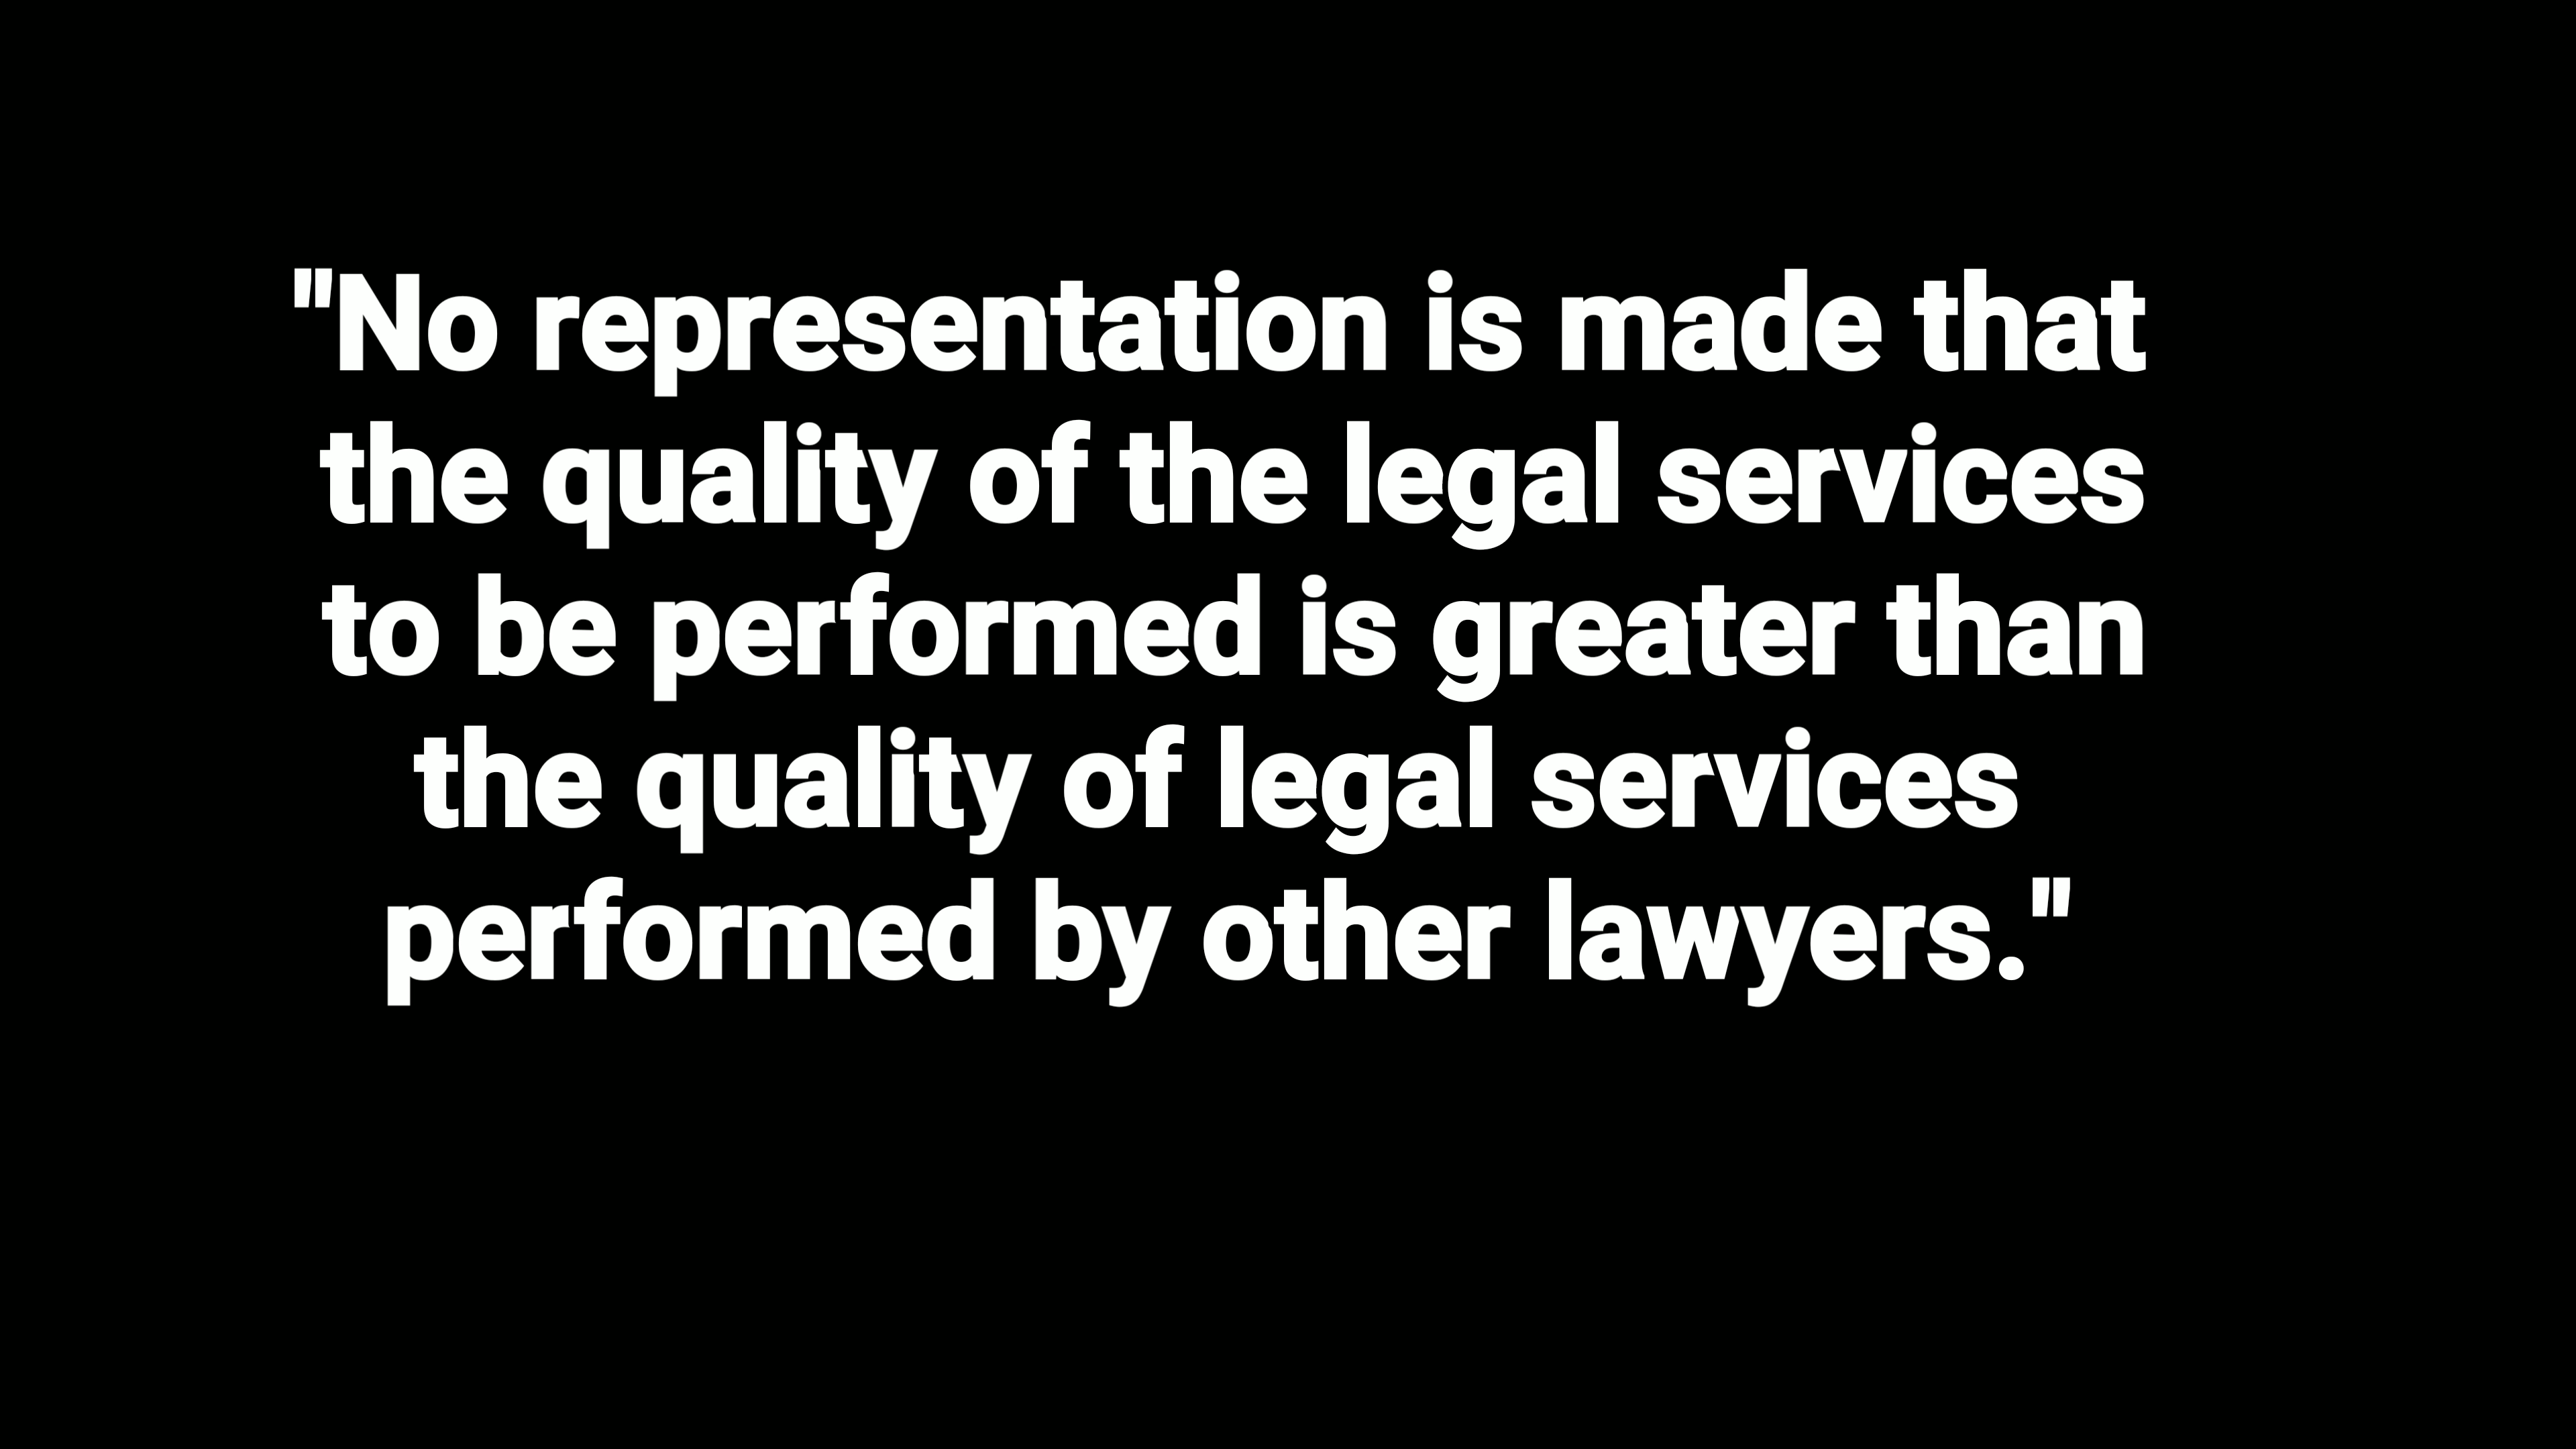 "No representation is made that
the quality of the legal services
to be performed is greater than
the quality of legal services
performed by other lawyers."